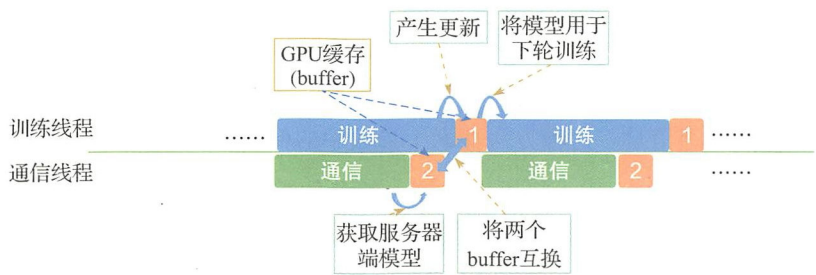 产生更新
将模型用于
下轮训练
GPU缓存
(buffer)
训练线程
……
训练
1
训练
1
……
通信线程
通信
2
通信
2
……
获取服务器
端模型
将两个
buffer互换